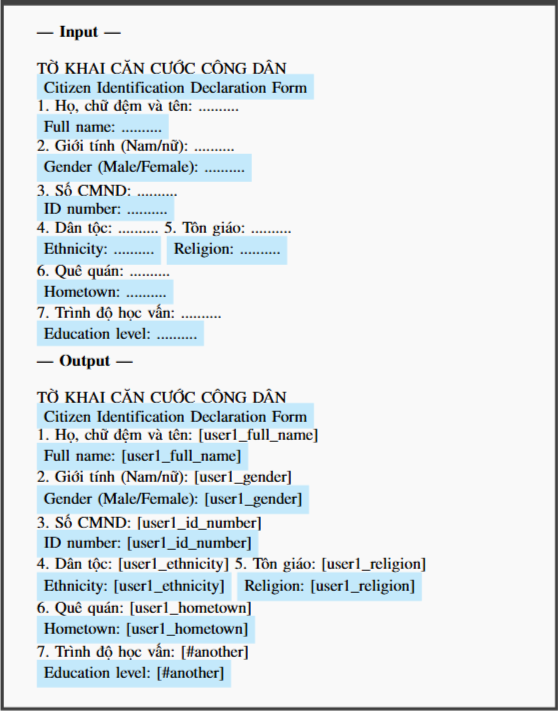 — Input —
TỜ KHAI CĂN CƯỚC CÔNG DÂN
Citizen Identification Declaration Form
1. Họ, chữ đệm và tên: ..........
Full name: ..........
2. Giới tính (Nam/nữ): ..........
Gender (Male/Female): ..........
3. Số CMND: ..........
ID number: ..........
4. Dân tộc: .......... 5. Tôn giáo: ..........
Ethnicity: .......... Religion: ..........
6. Quê quán: ..........
Hometown: ..........
7. Trình độ học vấn: ..........
Education level: ..........
— Output —
TỜ KHAI CĂN CƯỚC CÔNG DÂN
Citizen Identification Declaration Form
1. Họ, chữ đệm và tên: [user1_full_name]
Full name: [user1_full_name]
2. Giới tính (Nam/nữ): [user1_gender]
Gender (Male/Female): [user1_gender]
3. Số CMND: [user1_id_number]
ID number: [user1_id_number]
4. Dân tộc: [user1_ethnicity] 5. Tôn giáo: [user1_religion]
Ethnicity: [user1_ethnicity] Religion: [user1_religion]
6. Quê quán: [user1_hometown]
Hometown: [user1_hometown]
7. Trình độ học vấn: [#another]
Education level: [#another]